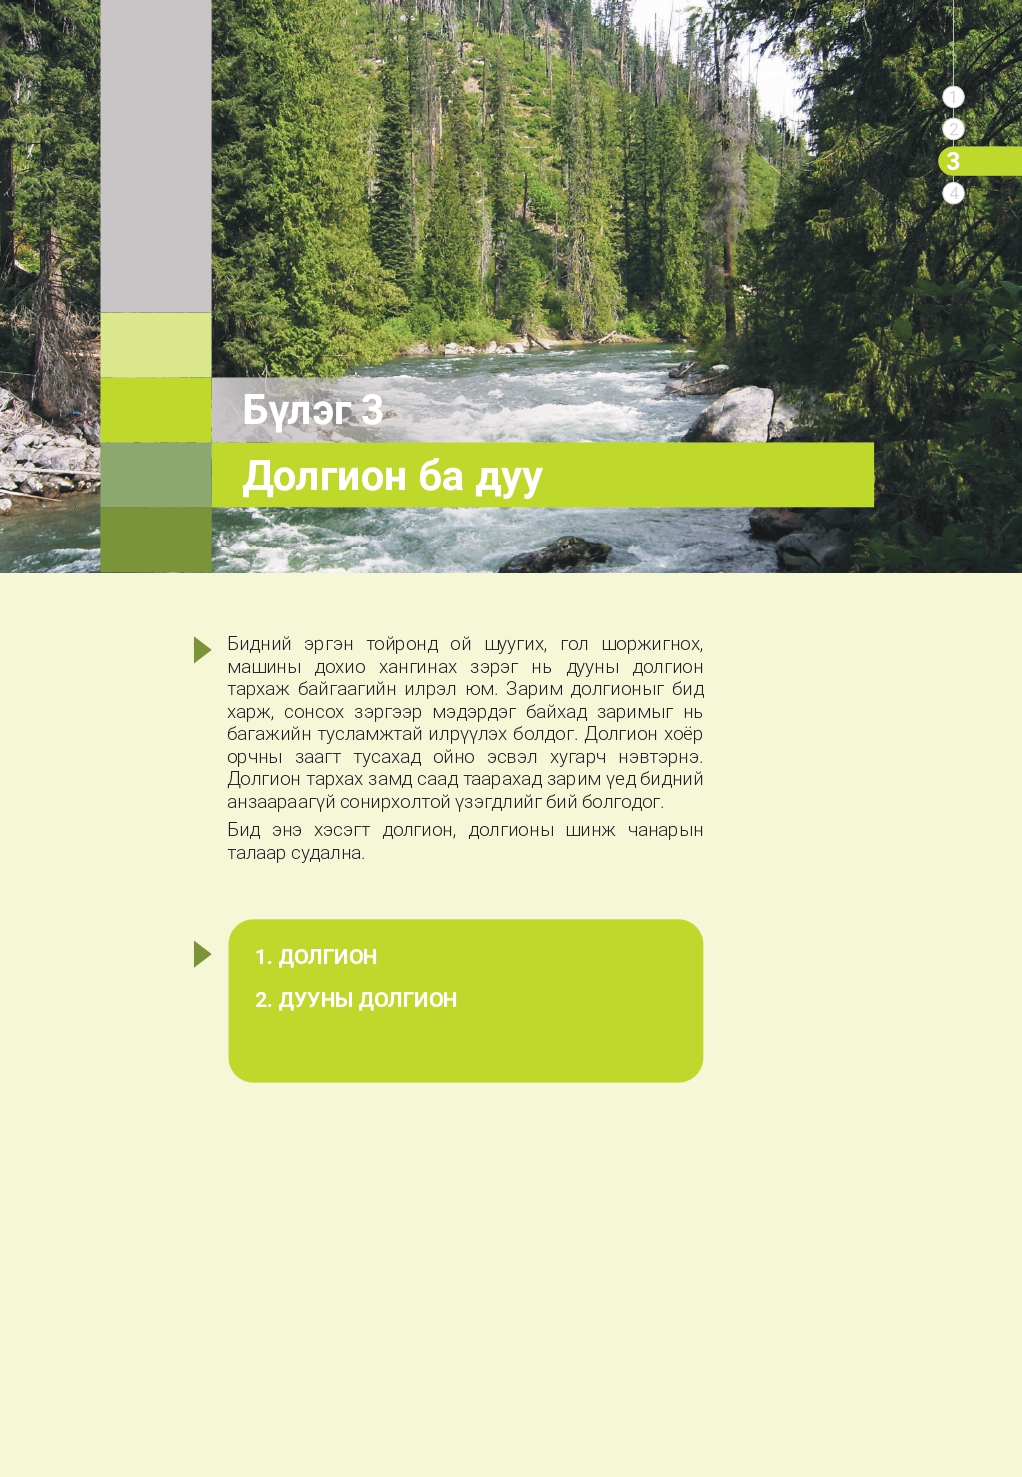 1
2
3
4
Бүлэг 3
Долгион ба дуу
Бидний эргэн тойронд ой шуугих, гол шоржигнох,
машины дохио хангинах зэрэг нь дууны долгион
тархаж байгаагийн илрэл юм. Зарим долгионыг бид
харж, сонсох зэргээр мэдэрдэг байхад заримыг нь
багажийн тусламжтай илрүүлэх болдог. Долгион хоёр
орчны заагт тусахад ойно эсвэл хугарч нэвтэрнэ.
Долгион тархах замд саад таарахад зарим үед бидний
анзаараагүй сонирхолтой үзэгдлийг бий болгодог.
Бид энэ хэсэгт долгион, долгионы шинж чанарын
талаар судална.
1. ДОЛГИОН
2. ДУУНЫ ДОЛГИОН